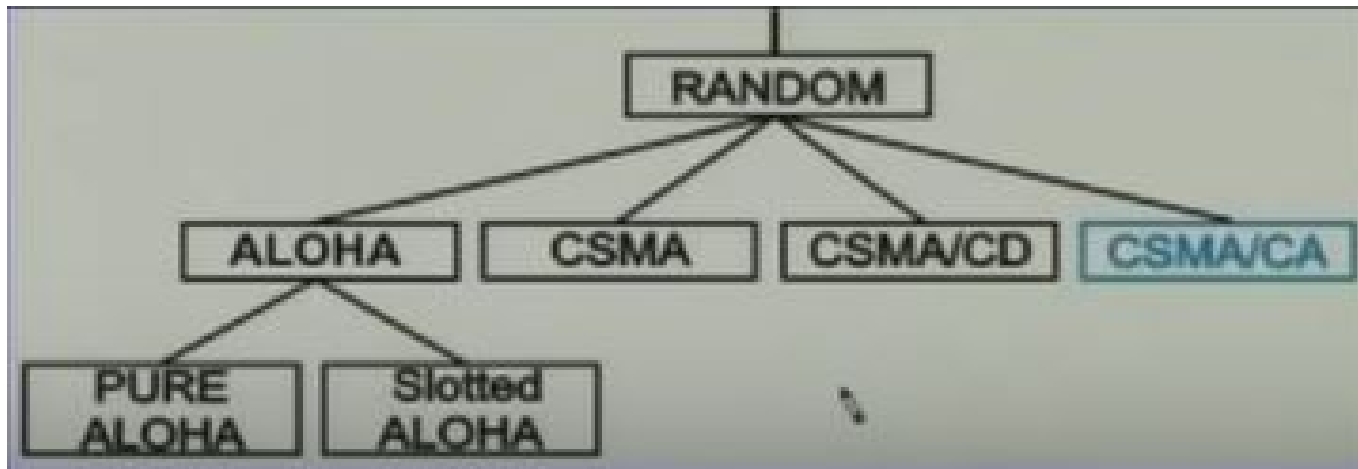 RANDOM
ALOHA CSMA CSMA/CD CSMA/CA
PURE Slotted
ALOHA ALOHA